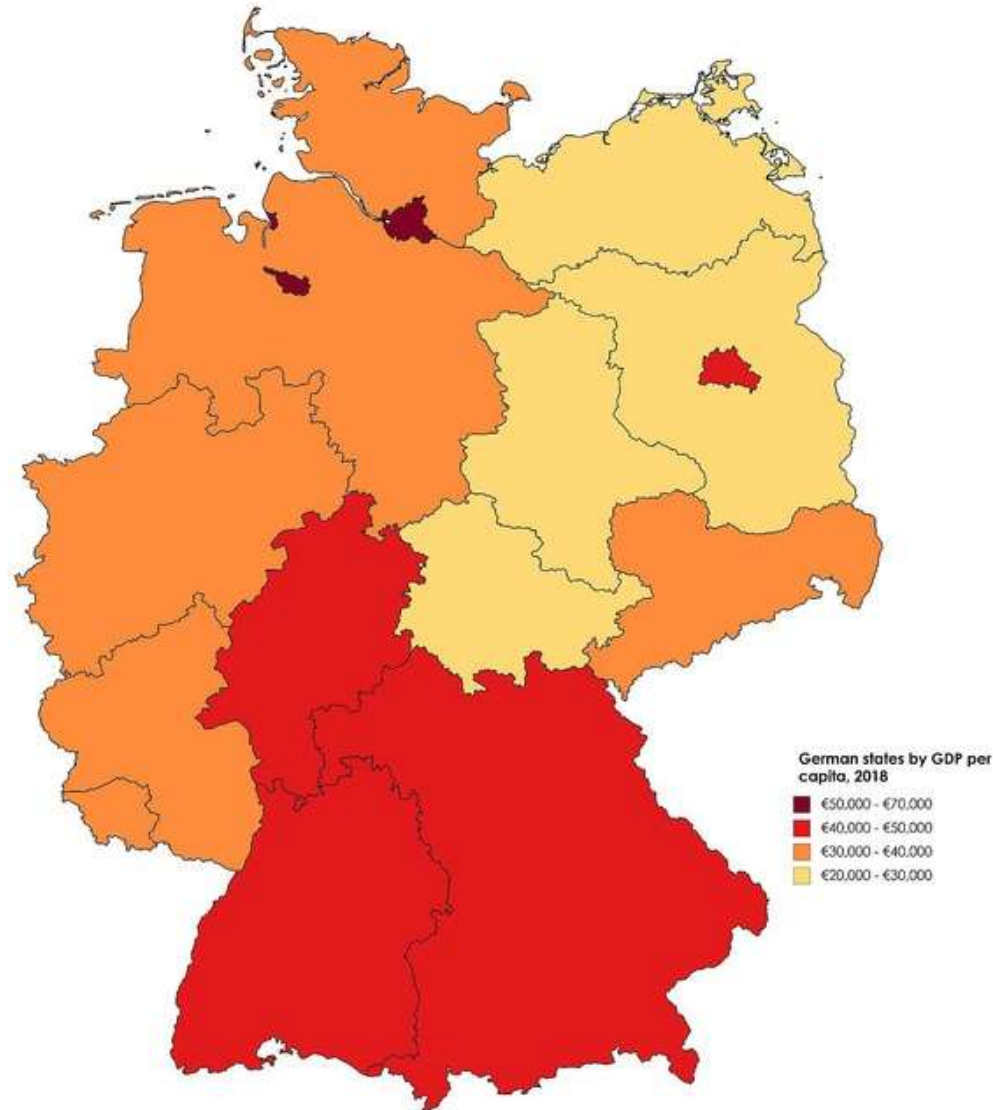 German states by GDP per
capita, 2018
€50,000 - €70,000
€40,000 - €50,000
€30,000 - €40,000
€20,000 - €30,000